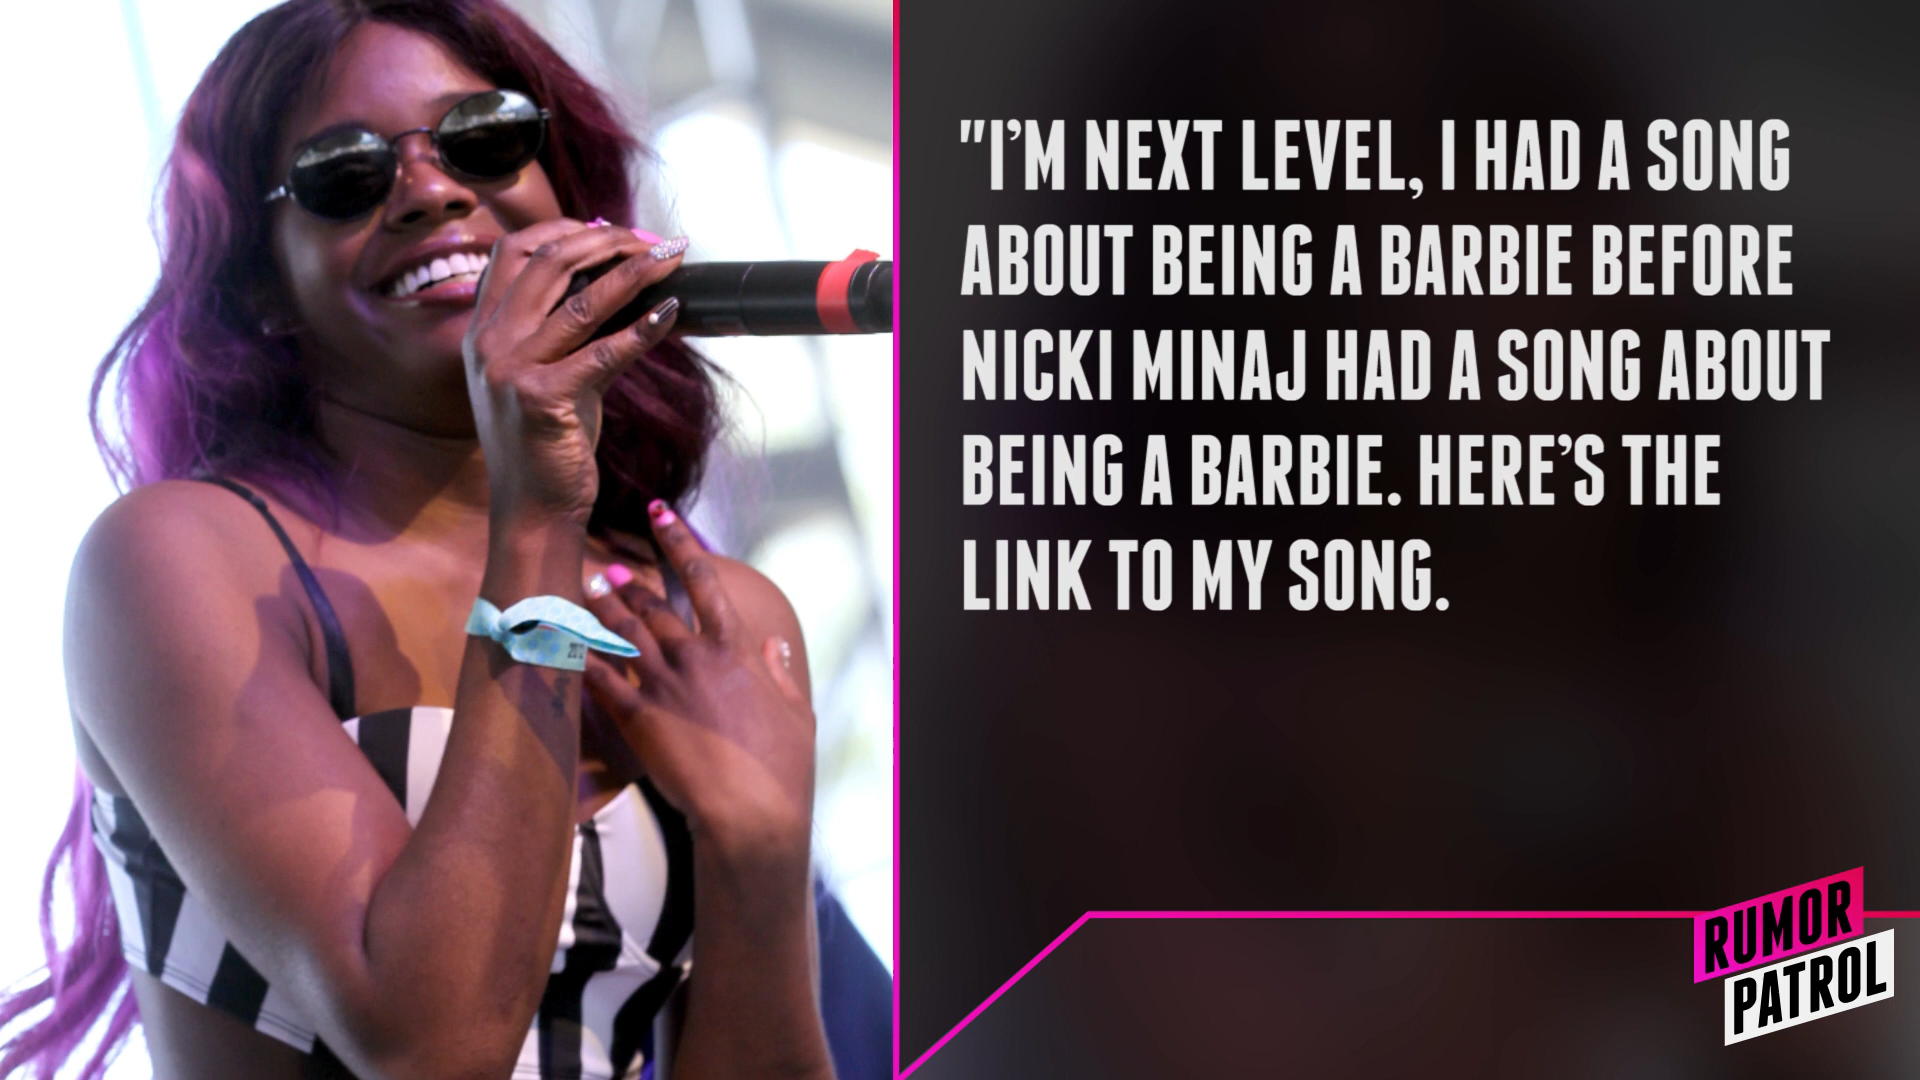 "I'M NEXT LEVEL, I HAD A SONG
ABOUT BEING A BARBIE BEFORE
NICKI MINAJ HAD A SONG ABOUT
BEING A BARBIE. HERE'S THE
LINK TO MY SONG.
RUMOR
PATROL